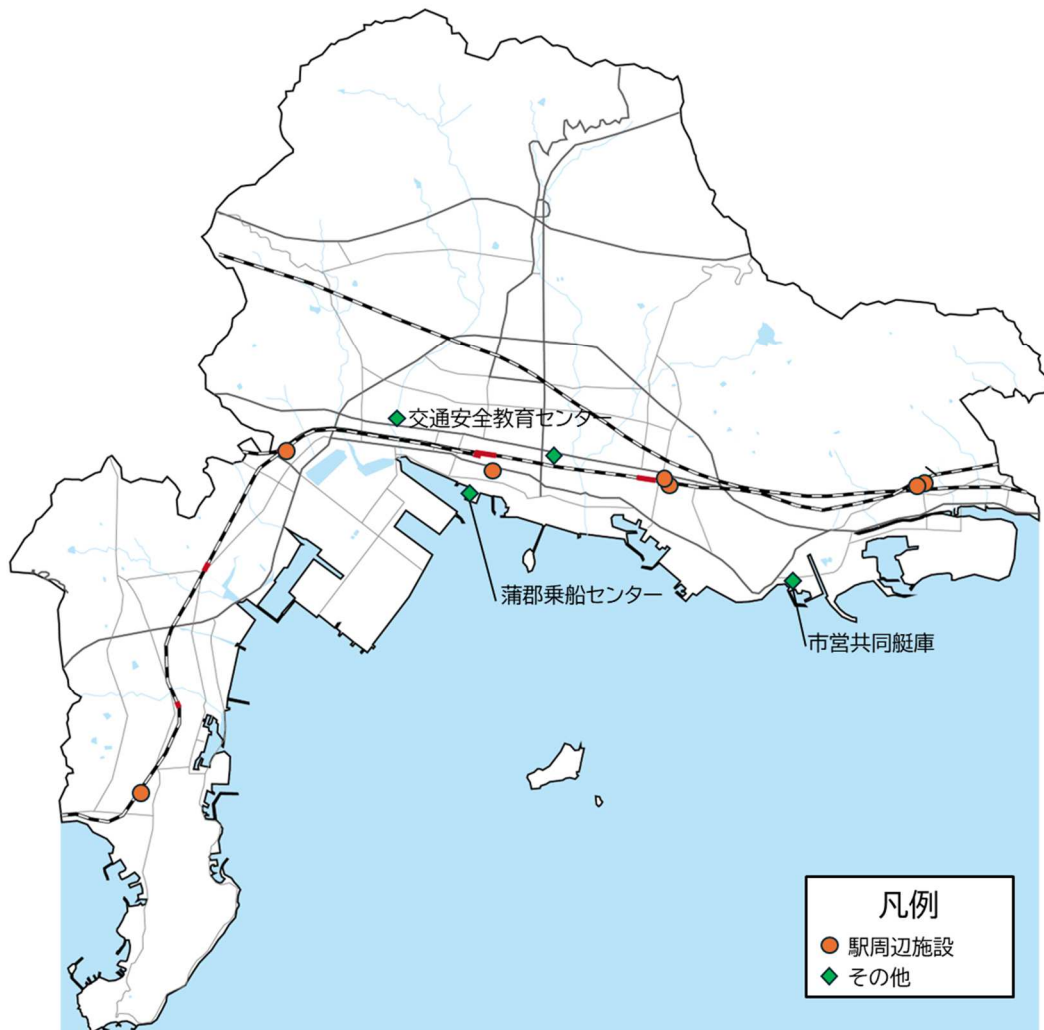 交通安全教育センター
蒲郡乗船センター
市営共同艇庫
凡例
駅周辺施設
その他